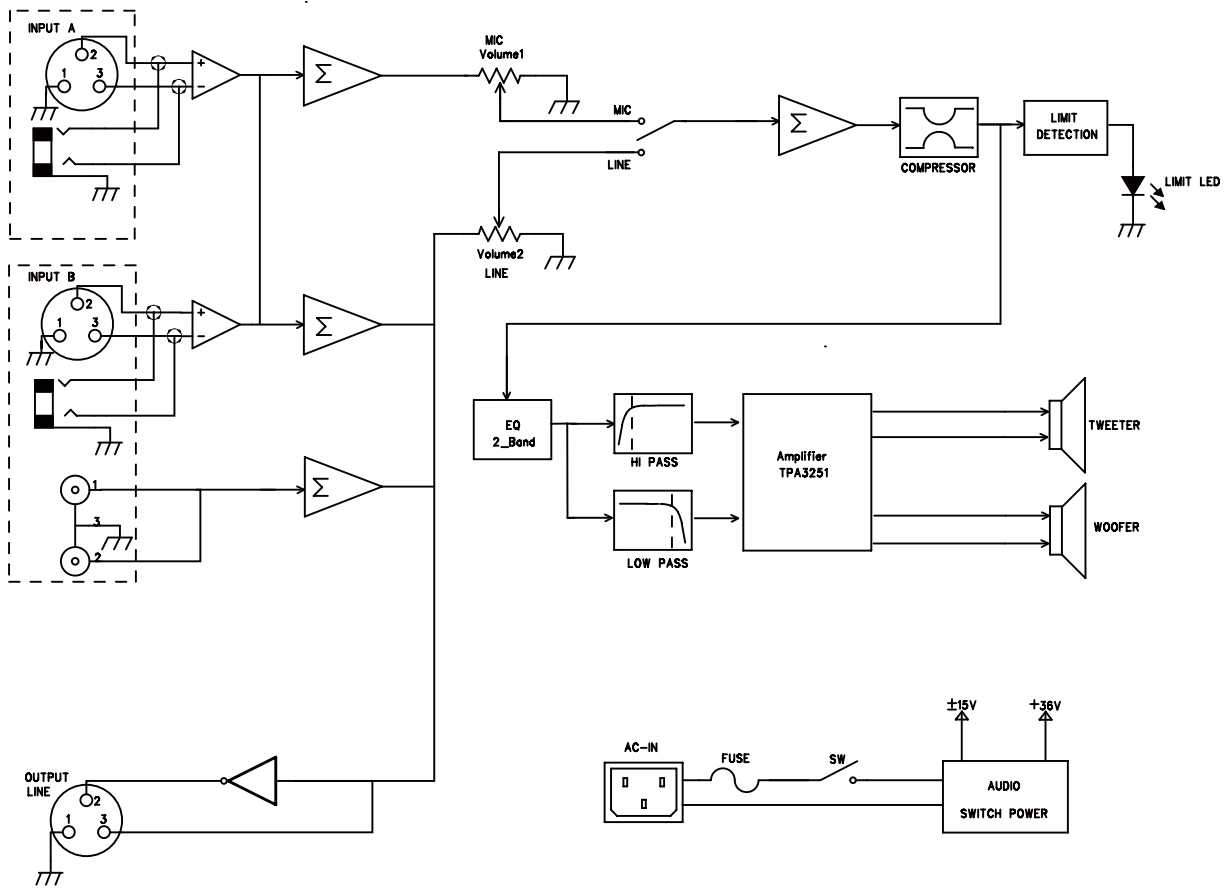 INPUT A
2
1
3
+
−
Σ
MIC
Volume1
MIC
LINE
Σ
COMPRESSOR
LIMIT
DETECTION
LIMIT LED
Volume2
LINE
INPUT B
2
1
3
+
−
Σ
1
3
2
Σ
EQ
2_Band
HI PASS
LOW PASS
Amplifier
TPA3251
TWEETER
WOOFER
OUTPUT
LINE
2
1
3
AC-IN
FUSE
SW
±15V
+36V
AUDIO
SWITCH POWER